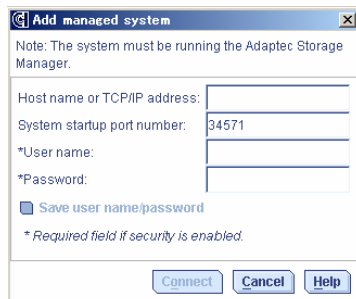 Add managed system
Note: The system must be running the Adaptec Storage
Manager.
Host name or TCP/IP address:
System startup port number: 34571
*User name:
*Password:
Save user name/password
* Required field if security is enabled.
Connect Cancel Help